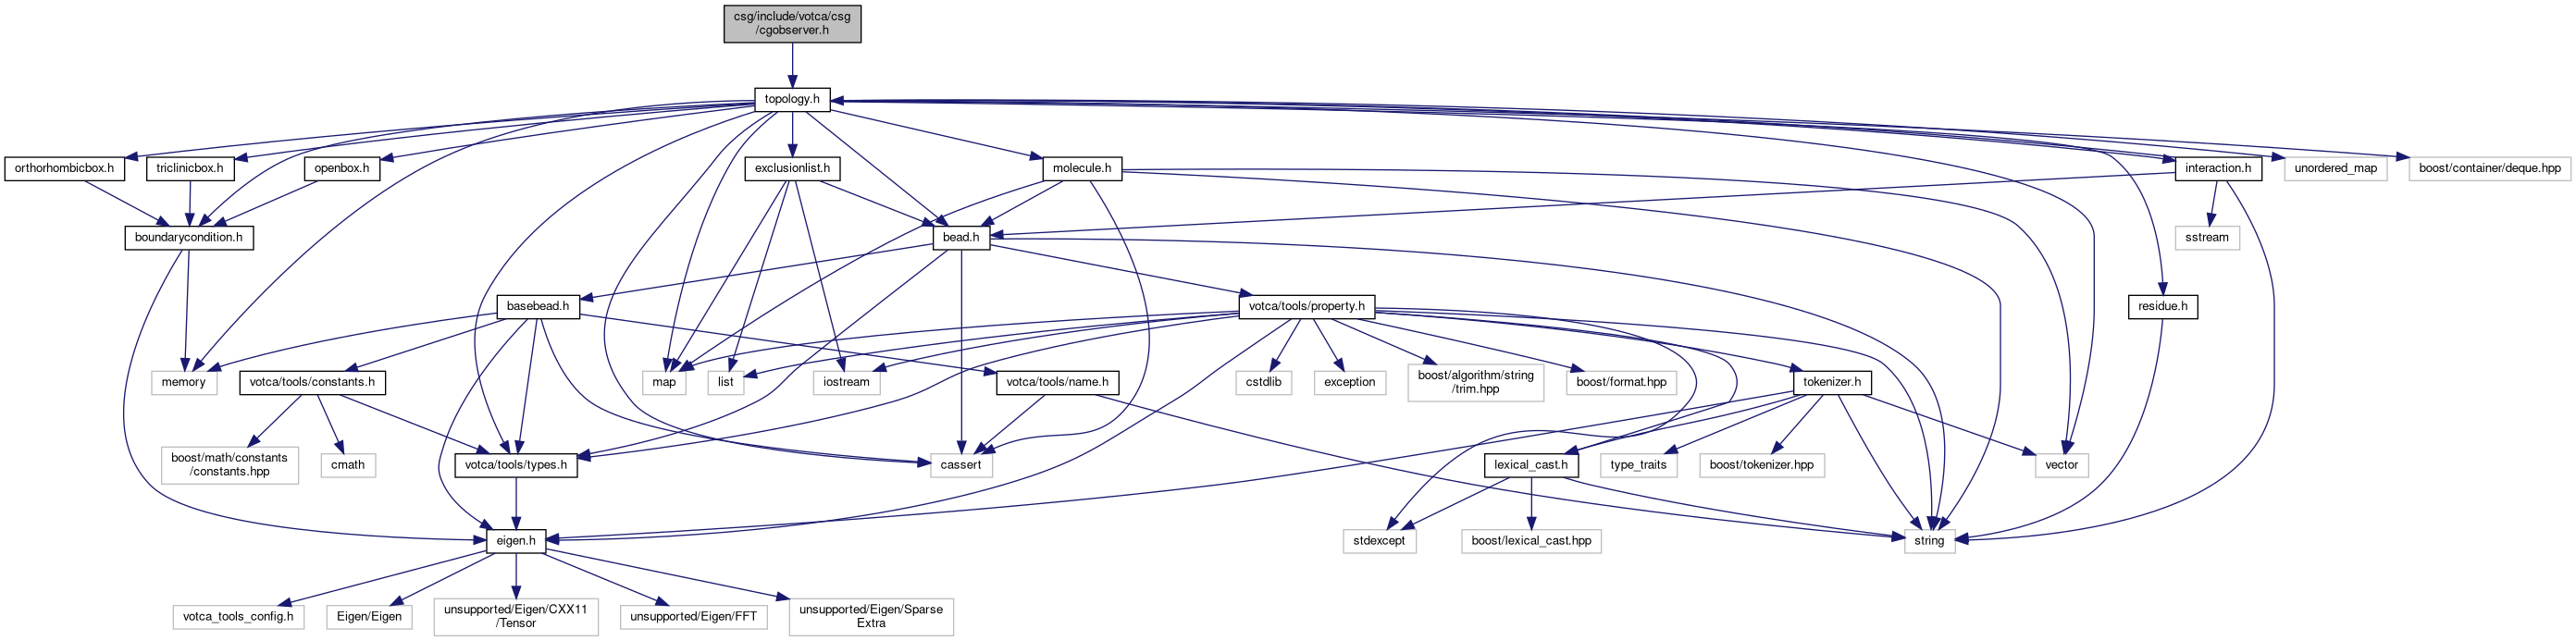 csg/include/votca/csg
/cgobserver.h
topology.h
orthorhombicbox.h
triclinicbox.h
openbox.h
exclusionlist.h
molecule.h
interaction.h
unordered_map
boost/container/deque.hpp
boundarycondition.h
bead.h
sstream
basebead.h
votca/tools/property.h
residue.h
memory
votca/tools/constants.h
map
list
iostream
votca/tools/name.h
cstdlib
exception
boost/algorithm/string
/trim.hpp
boost/format.hpp
tokenizer.h
boost/math/constants
/constants.hpp
cmath
votca/tools/types.h
cassert
lexical_cast.h
type_traits
boost/tokenizer.hpp
vector
eigen.h
stdexcept
boost/lexical_cast.hpp
string
votca_tools_config.h
Eigen/Eigen
unsupported/Eigen/CXX11
/Tensor
unsupported/Eigen/FFT
unsupported/Eigen/Sparse
Extra